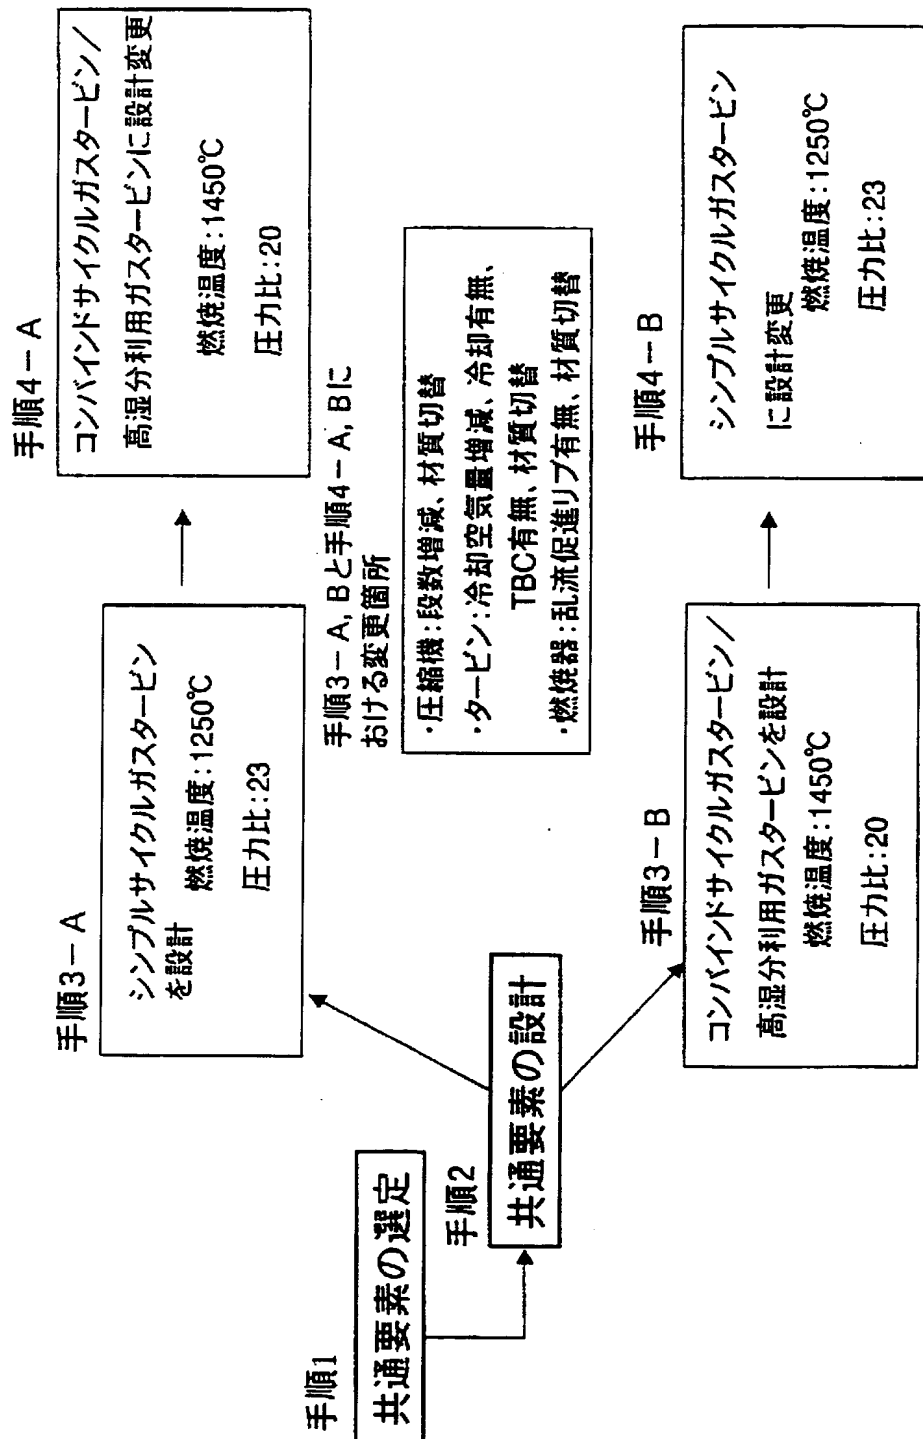 手順1
共通要素の選定
手順2
共通要素の設計
手順3-A
シンプルサイクルガスタービン
を設計
燃焼温度:1250℃
圧力比:23
手順4-A
コンバインドサイクルガスタービン/
高湿分利用ガスタービンに設計変更
燃焼温度:1450℃
圧力比:20
手順3-A, Bと手順4-A, Bに
おける変更箇所
・圧縮機:段数増減、材質切替
・タービン:冷却空気量増減、冷却有無、
TBC有無、材質切替
・燃焼器:乱流促進リブ有無、材質切替
手順3-B
コンバインドサイクルガスタービン/
高湿分利用ガスタービンを設計
燃焼温度:1450℃
圧力比:20
手順4-B
シンプルサイクルガスタービン
に設計変更
燃焼温度:1250℃
圧力比:23